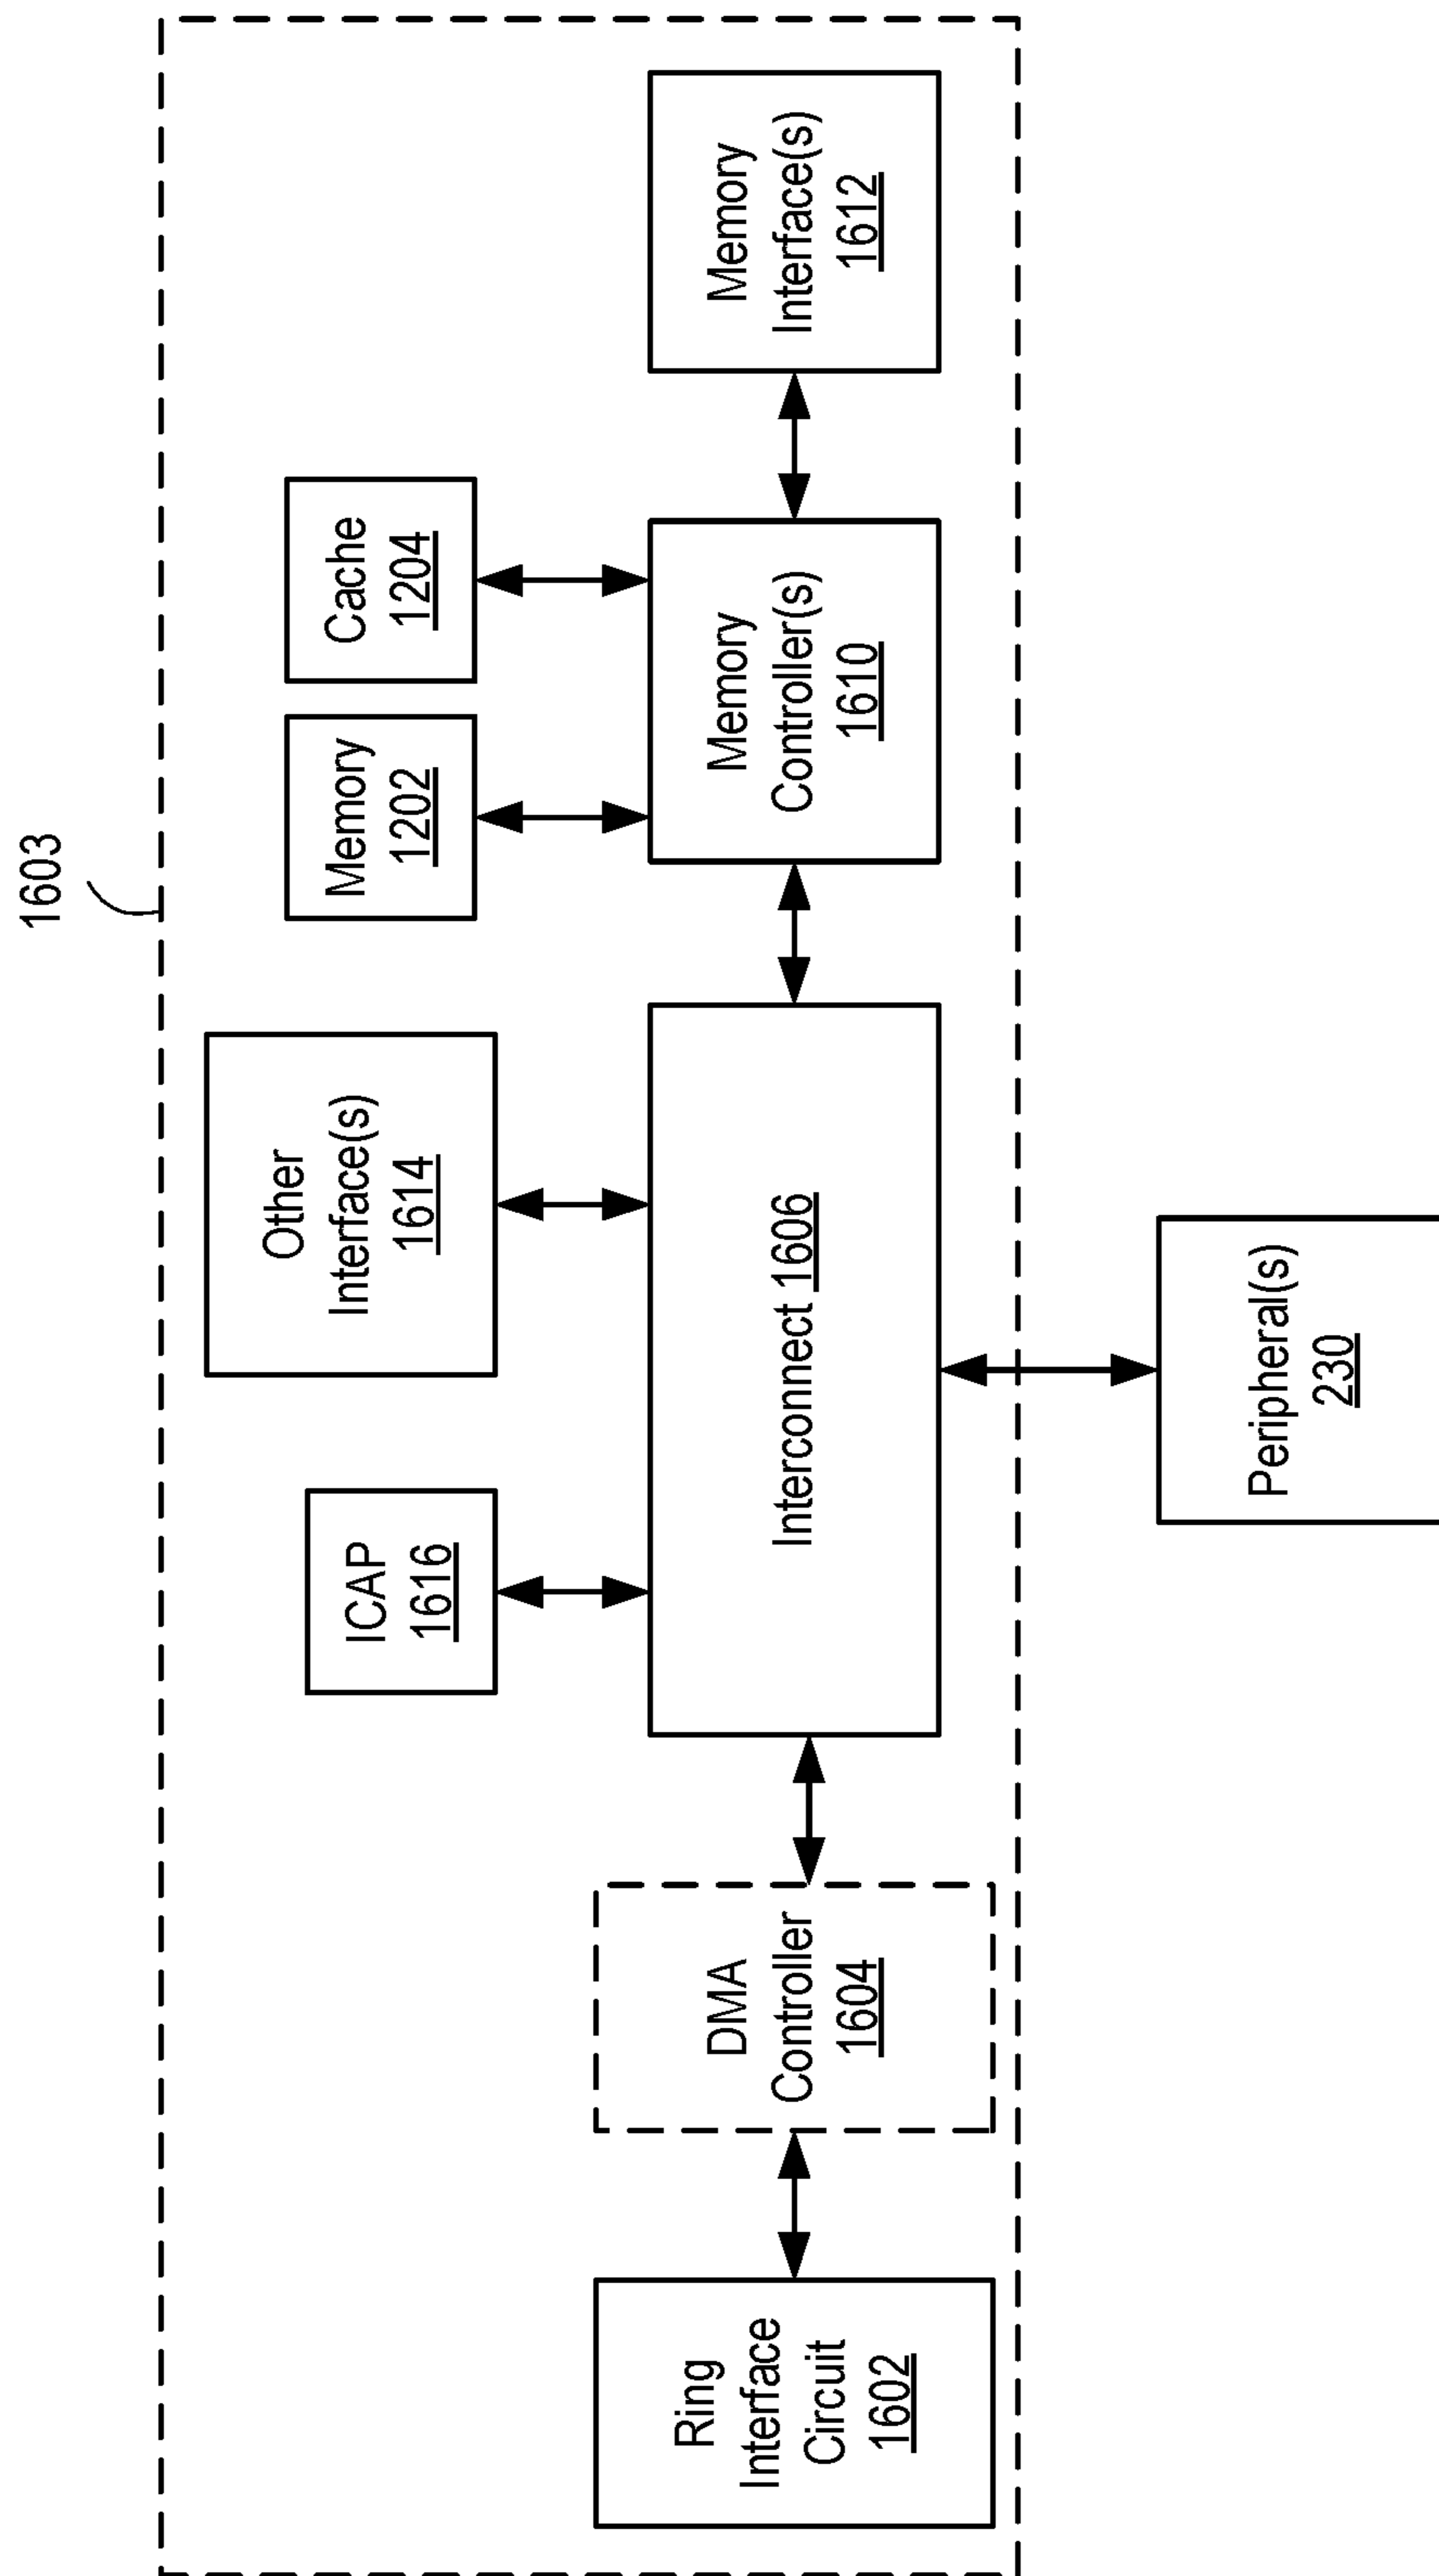 1603
ICAP
1616
Other
Interface(s)
1614
Memory
1202
Cache
1204
Ring
Interface
Circuit
1602
DMA
Controller
1604
Interconnect 1606
Memory
Controller(s)
1610
Memory
Interface(s)
1612
Peripheral(s)
230